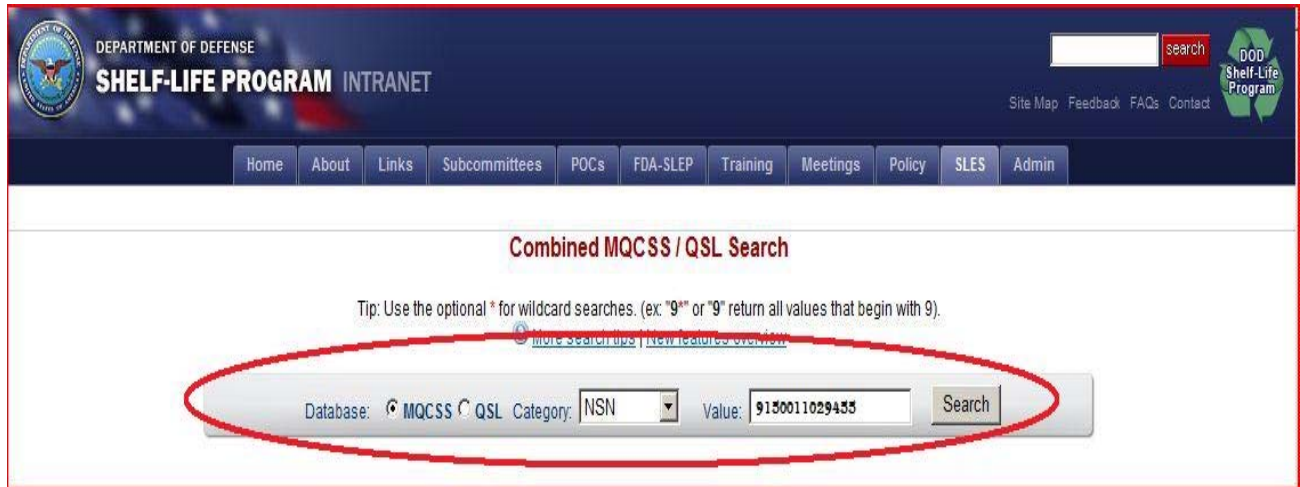 DEPARTMENT OF DEFENSE
SHELF-LIFE PROGRAM INTRANET
search
DOD
Shelf-Life
Program
Site Map Feedback FAQs Contact
Home About Links Subcommittees POCs FDA-SLEP Training Meetings Policy SLES Admin
Combined MQCSS / QSL Search
Tip: Use the optional * for wildcard searches. (ex: "9*" or "9" return all values that begin with 9).
More search tips | New features overview
Database: MQCSS QSL Category: NSN Value: 9150011029455 Search